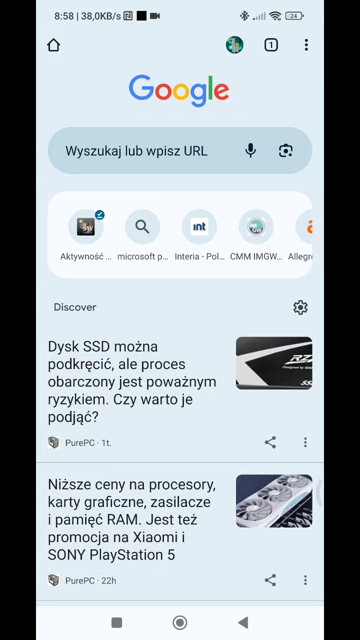 8:58 | 38,0KB/s
24
1
Google
Wyszukaj lub wpisz URL
int
Aktywność ...
microsoft p...
Interia - Pol...
CMM IMGW...
Allegro
Discover
Dysk SSD można
podkręcić, ale proces
obarczony jest poważnym
ryzykiem. Czy warto je
podjąć?
PurePC · 1t.
Niższe ceny na procesory,
karty graficzne, zasilacze
i pamięć RAM. Jest też
promocja na Xiaomi i
SONY PlayStation 5
PurePC · 22h